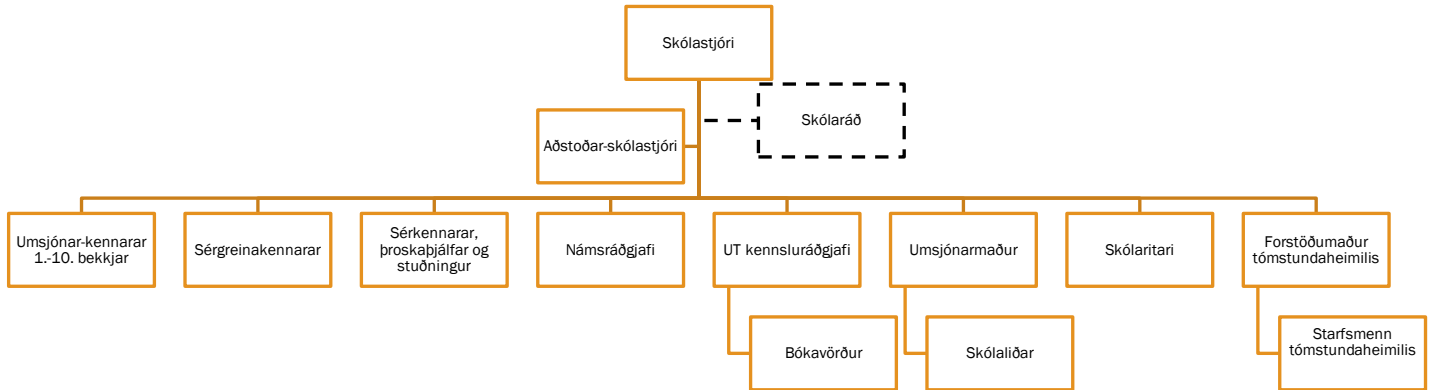 Skólastjóri
Skólaráð
Aðstoðar-skólastjóri
Umsjónar-kennarar
1.-10. bekkjar
Sérgreinakennarar
Sérkennarar,
þroskaþjálfar og
stuðningur
Námsráðgjafi
UT kennsluráðgjafi
Umsjónarmaður
Skólaritari
Forstöðumaður
tómstundaheimilis
Bókavörður
Skólaliðar
Starfsmenn
tómstundaheimilis